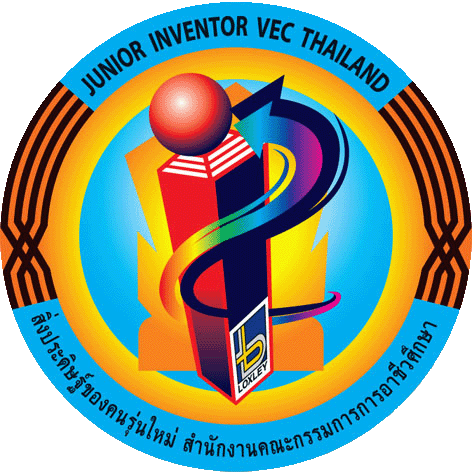 JUNIOR INVENTOR VEC THAILAND
LOXLEY
สิ่งประดิษฐ์ของคนรุ่นใหม่ สำนักงานคณะกรรมการการอาชีวศึกษา